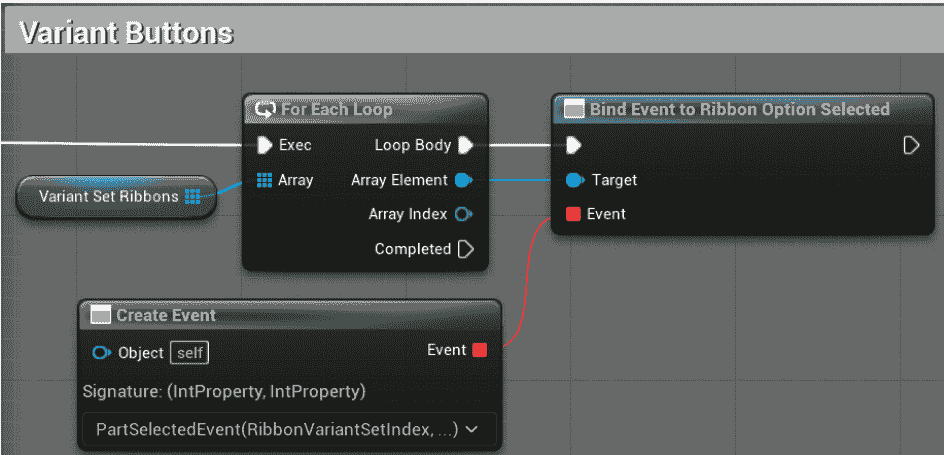 Variant Buttons
For Each Loop
Bind Event to Ribbon Option Selected
Exec
Loop Body
Array
Array Element
Target
Variant Set Ribbons
Array Index
Event
Completed
Create Event
Object self
Event
Signature: (IntProperty, IntProperty)
PartSelectedEvent(RibbonVariantSetIndex, ...)